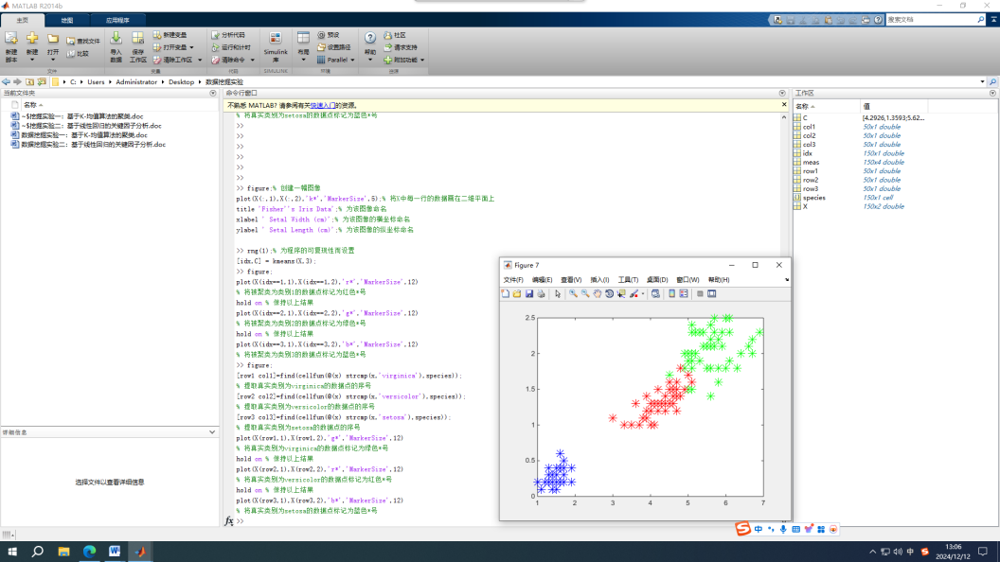 MATLAB R2014b
主页 绘图 应用程序 搜索文档
新建脚本 新建 打开 查找文件 比较 导入数据 保存工作区 新建变量 打开变量 清除工作区 分析代码 运行和计时 清除命令 Simulink 库 布局 预设 设置路径 Parallel 帮助 社区 请求支持 附加功能
文件 变量 代码 SIMULINK 环境 资源
C: Users Administrator Desktop 数据挖掘实验
当前文件夹
名称
~$挖掘实验一：基于K-均值算法的聚类.doc
~$挖掘实验二：基于线性回归的关键因子分析.doc
数据挖掘实验一：基于K-均值算法的聚类.doc
数据挖掘实验二：基于线性回归的关键因子分析.doc
详细信息
选择文件以查看详细信息
命令行窗口
不熟悉 MATLAB? 请参阅有关快速入门的资源。
% 将真实类别为setosa的数据点标记为蓝色*号
>>
>>
>>
>>
>>
>>
>> figure;% 创建一幅图像
plot(X(:,1),X(:,2),'k*','MarkerSize',5);% 将X中每一行的数据画在二维平面上
title 'Fisher''s Iris Data';% 为该图像命名
xlabel ' Setal Width (cm)';% 为该图像的横坐标命名
ylabel ' Setal Length (cm)';% 为该图像的纵坐标命名
>> rng(1);% 为程序的可复现性而设置
[idx,C] = kmeans(X,3);
>> figure;
plot(X(idx==1,1),X(idx==1,2),'r*','MarkerSize',12)
% 将被聚类为类别1的数据点标记为红色*号
hold on % 保持以上结果
plot(X(idx==2,1),X(idx==2,2),'g*','MarkerSize',12)
% 将被聚类为类别2的数据点标记为绿色*号
hold on % 保持以上结果
plot(X(idx==3,1),X(idx==3,2),'b*','MarkerSize',12)
% 将被聚类为类别3的数据点标记为蓝色*号
>> figure;
[row1 col1]=find(cellfun(@(x) strcmp(x,'virginica'),species));
% 提取真实类别为virginica的数据点的序号
[row2 col2]=find(cellfun(@(x) strcmp(x,'versicolor'),species));
% 提取真实类别为versicolor的数据点的序号
[row3 col3]=find(cellfun(@(x) strcmp(x,'setosa'),species));
% 提取真实类别为setosa的数据点的序号
plot(X(row1,1),X(row1,2),'g*','MarkerSize',12)
% 将真实类别为virginica的数据点标记为绿色*号
hold on % 保持以上结果
plot(X(row2,1),X(row2,2),'r*','MarkerSize',12)
% 将真实类别为versicolor的数据点标记为红色*号
hold on % 保持以上结果
plot(X(row3,1),X(row3,2),'b*','MarkerSize',12)
% 将真实类别为setosa的数据点标记为蓝色*号
fx >>
工作区
名称 值
C [4.2926,1.3593;5.62...
col1 50x1 double
col2 50x1 double
col3 50x1 double
idx 150x1 double
meas 150x4 double
row1 50x1 double
row2 50x1 double
row3 50x1 double
species 150x1 cell
X 150x2 double
Figure 7
文件(F) 编辑(E) 查看(V) 插入(I) 工具(T) 桌面(D) 窗口(W) 帮助(H)
2.5
2
1.5
1
0.5
0
1 2 3 4 5 6 7
中
中
13:06
2024/12/12